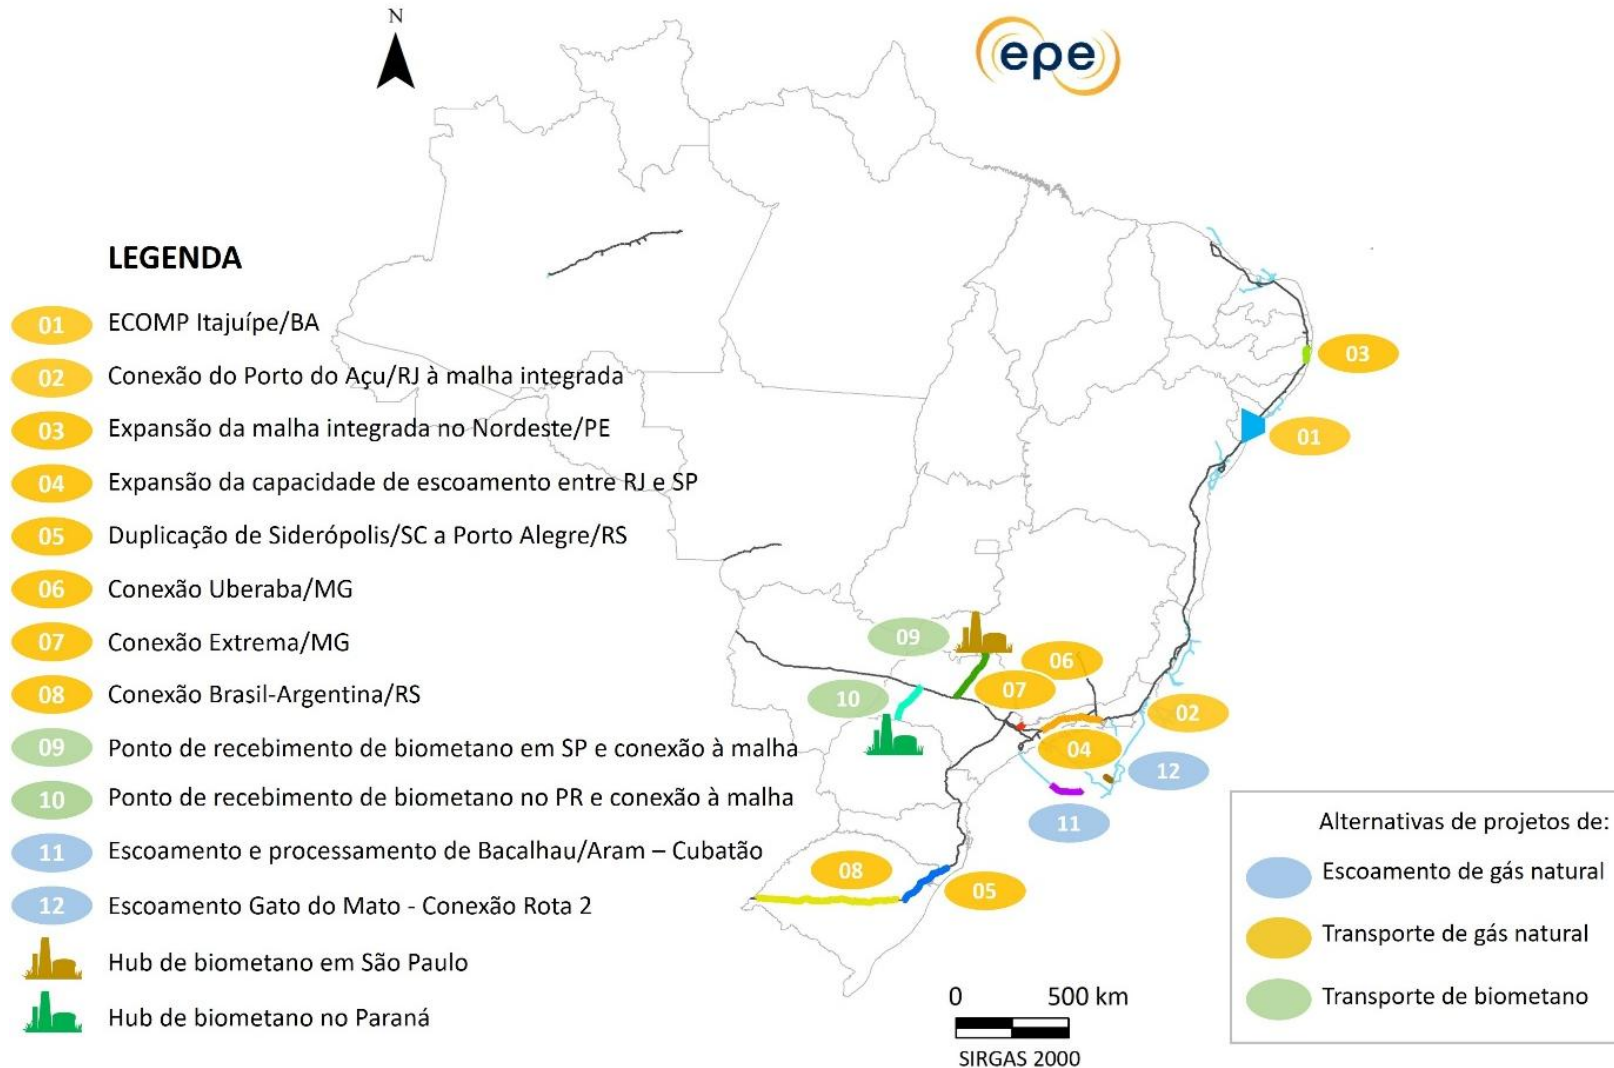 N
epe
LEGENDA
01 ECOMP Itajuípe/BA
02 Conexão do Porto do Açu/RJ à malha integrada
03 Expansão da malha integrada no Nordeste/PE
04 Expansão da capacidade de escoamento entre RJ e SP
05 Duplicação de Siderópolis/SC a Porto Alegre/RS
06 Conexão Uberaba/MG
07 Conexão Extrema/MG
08 Conexão Brasil-Argentina/RS
09 Ponto de recebimento de biometano em SP e conexão à malha
10 Ponto de recebimento de biometano no PR e conexão à malha
11 Escoamento e processamento de Bacalhau/Aram – Cubatão
12 Escoamento Gato do Mato - Conexão Rota 2
Hub de biometano em São Paulo
Hub de biometano no Paraná
03
01
09
06
07
10
02
04
12
11
08
05
0 500 km
SIRGAS 2000
Alternativas de projetos de:
Escoamento de gás natural
Transporte de gás natural
Transporte de biometano